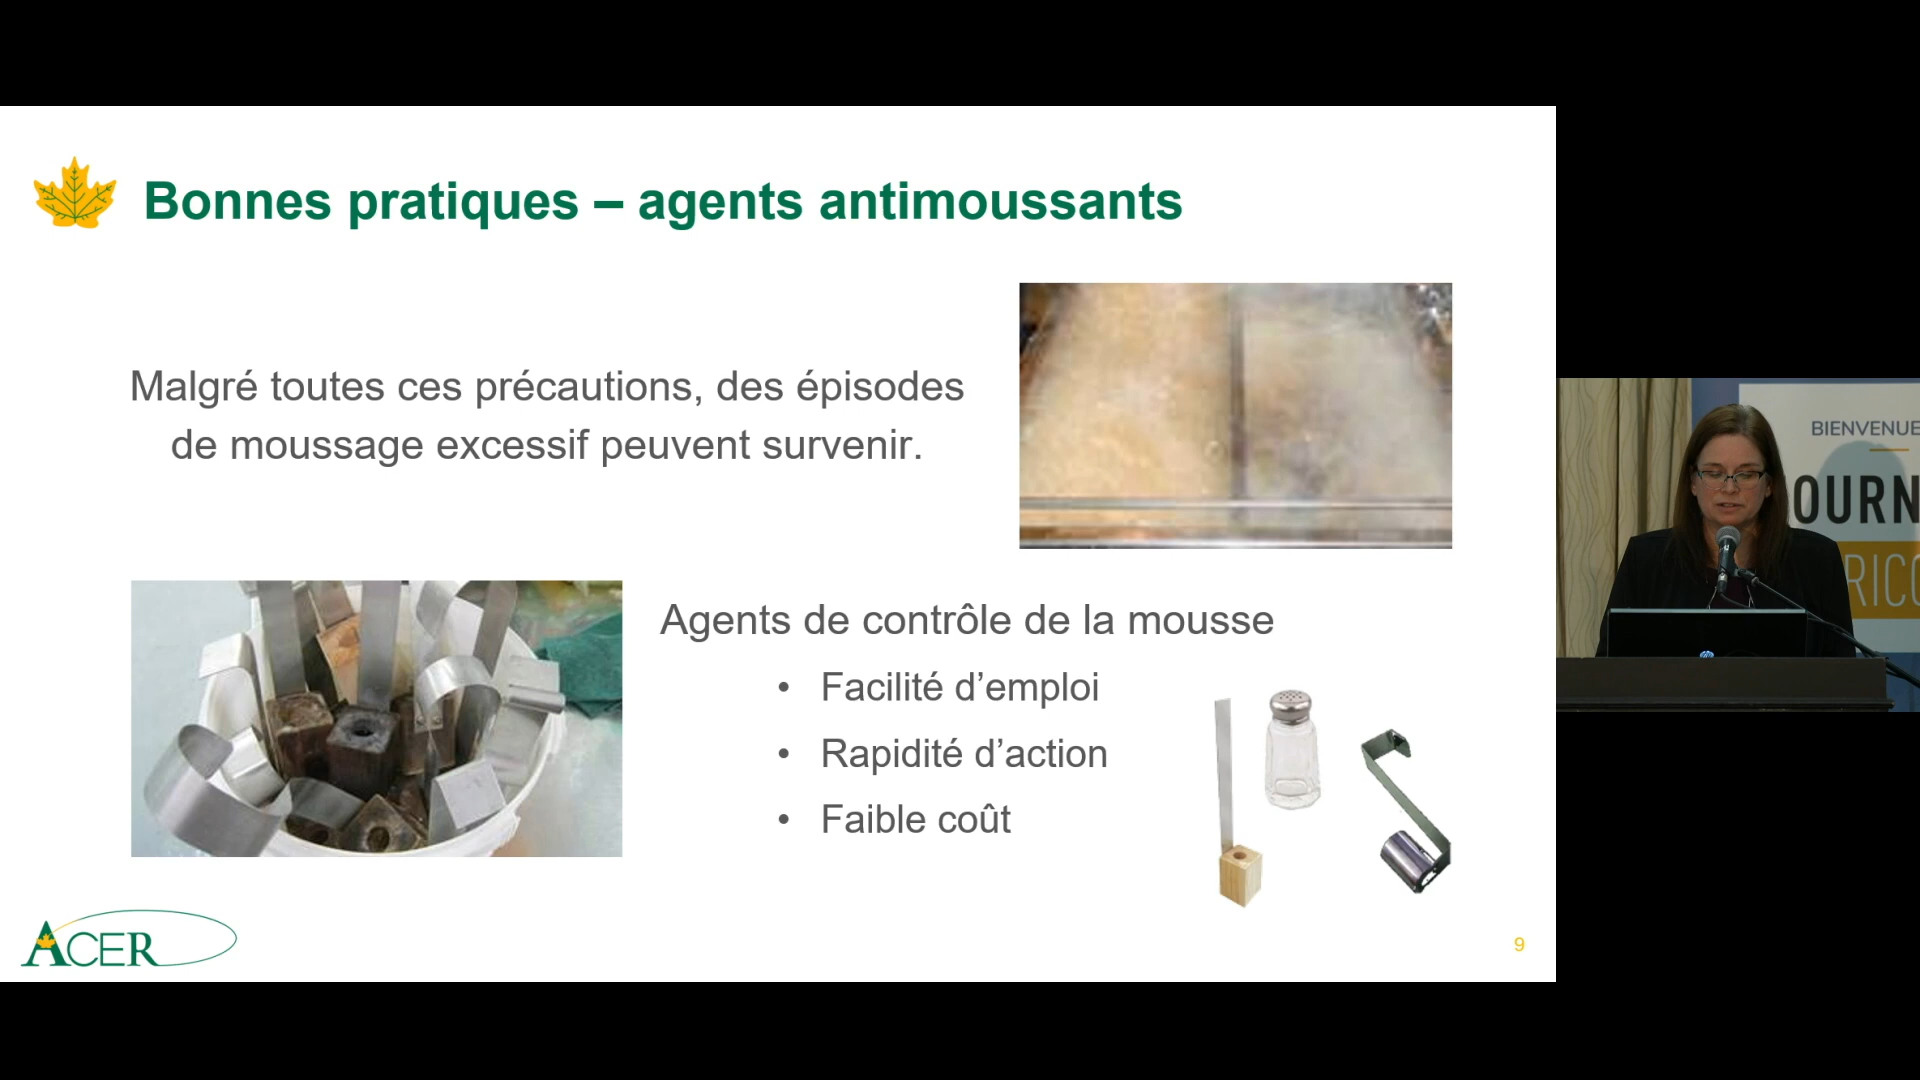 Bonnes pratiques – agents antimoussants
Malgré toutes ces précautions, des épisodes
de moussage excessif peuvent survenir.
Agents de contrôle de la mousse
• Facilité d’emploi
• Rapidité d’action
• Faible coût
ACER
9
BIENVENUE
OURN
RICO